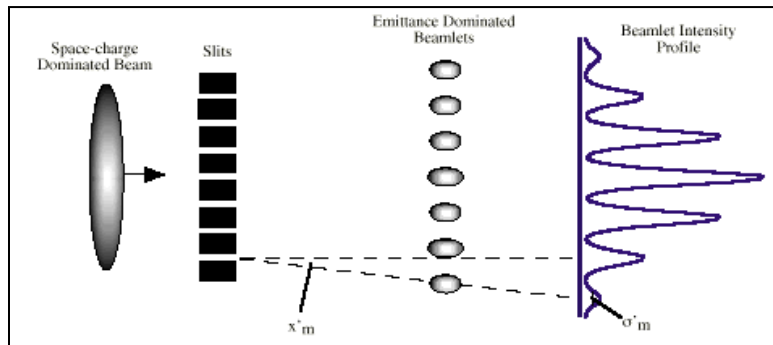 Space-charge
Dominated Beam
Slits
Emittance Dominated
Beamlets
Beamlet Intensity
Profile
x'm
σ'm